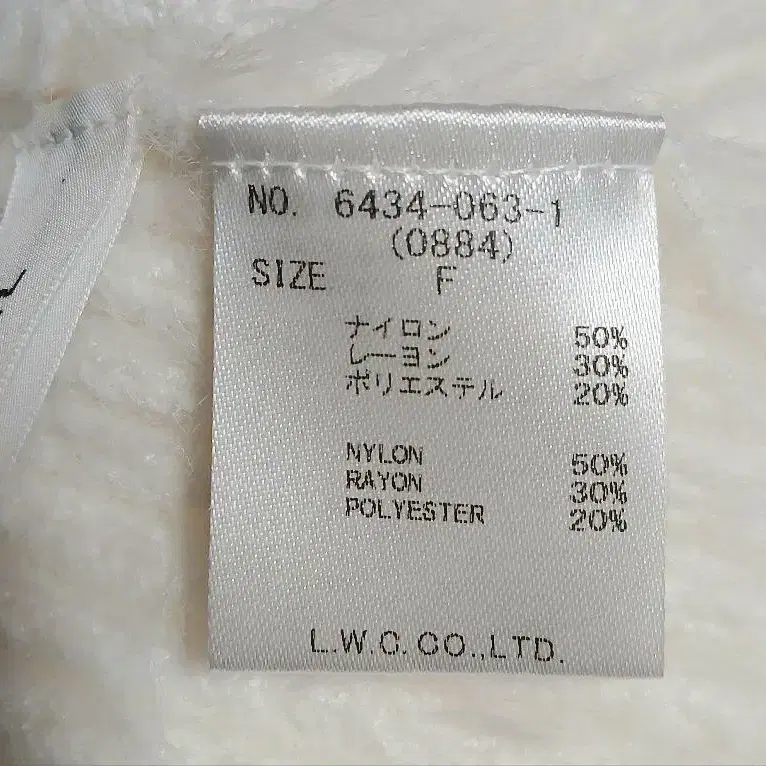 NO. 6434-063-1
(0884)
SIZE F
ナイロン 50%
レーヨン 30%
ポリエステル 20%
NYLON 50%
RAYON 30%
POLYESTER 20%
L.W.C.CO.,LTD.